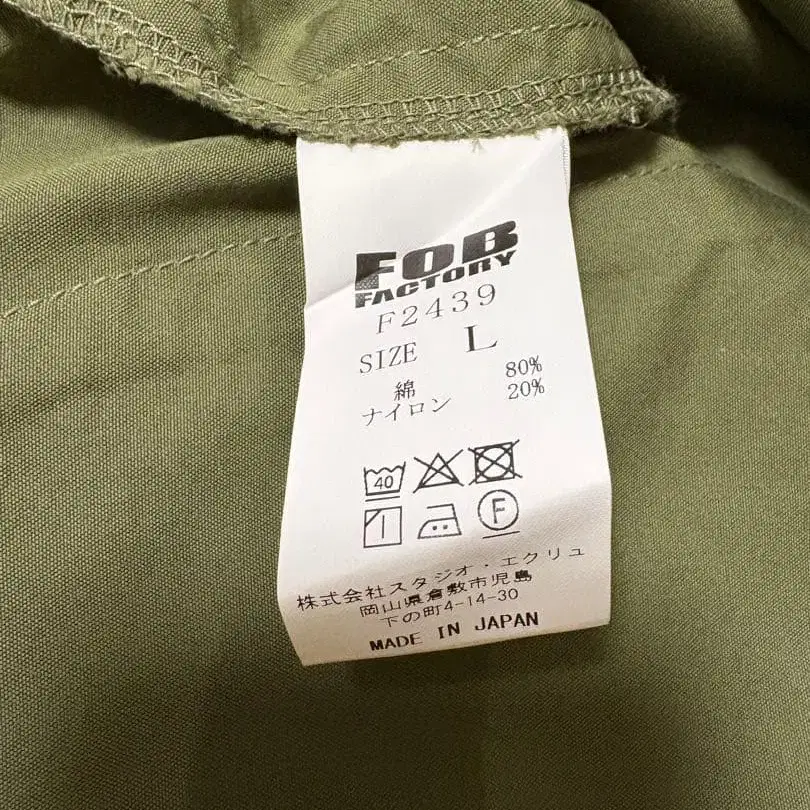 FOB
FACTORY
F2439
SIZE L
綿 80%
ナイロン 20%
40
F
株式会社スタジオ・エクリュ
岡山県倉敷市児島
下の町4-14-30
MADE IN JAPAN